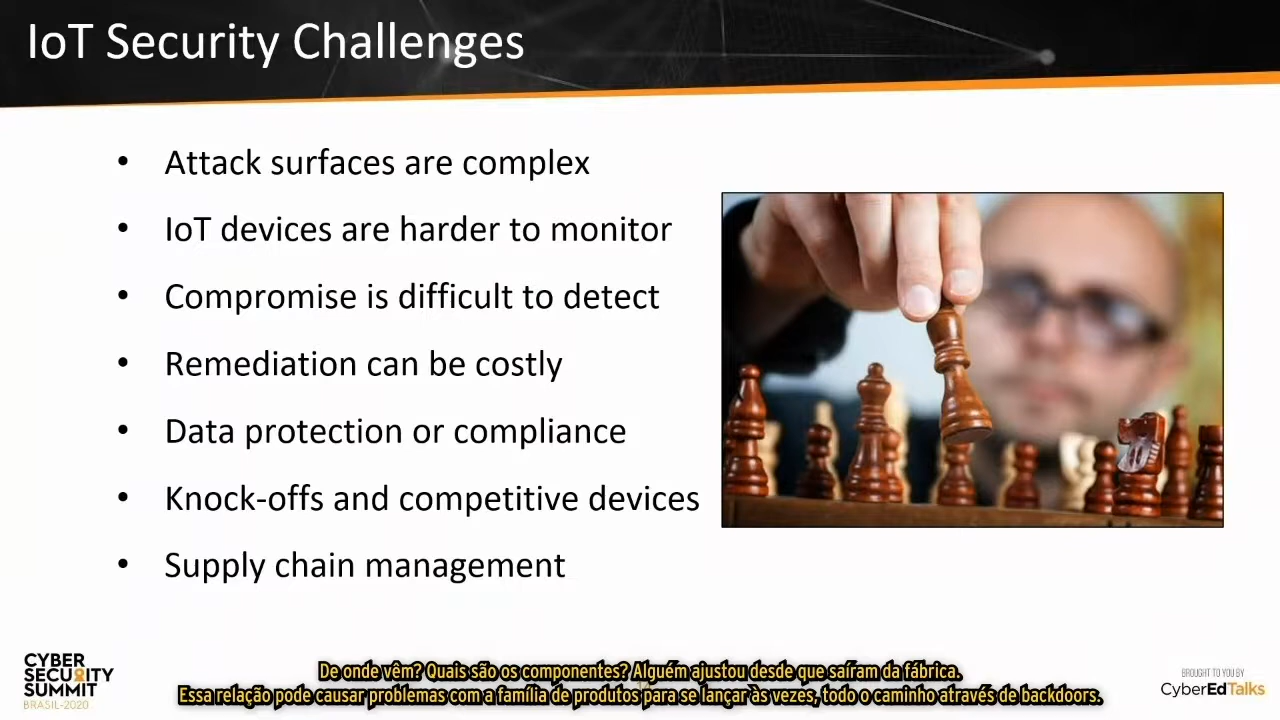 IoT Security Challenges
• Attack surfaces are complex
• IoT devices are harder to monitor
• Compromise is difficult to detect
• Remediation can be costly
• Data protection or compliance
• Knock-offs and competitive devices
• Supply chain management
De onde vêm? Quais são os componentes? Alguém ajustou desde que saíram da fábrica.
Essa relação pode causar problemas com a família de produtos para se lançar às vezes, todo o caminho através de backdoors.
CYBER
SECURITY
SUMMIT
BRASIL-2020
BROUGHT TO YOU BY
CyberEdTalks